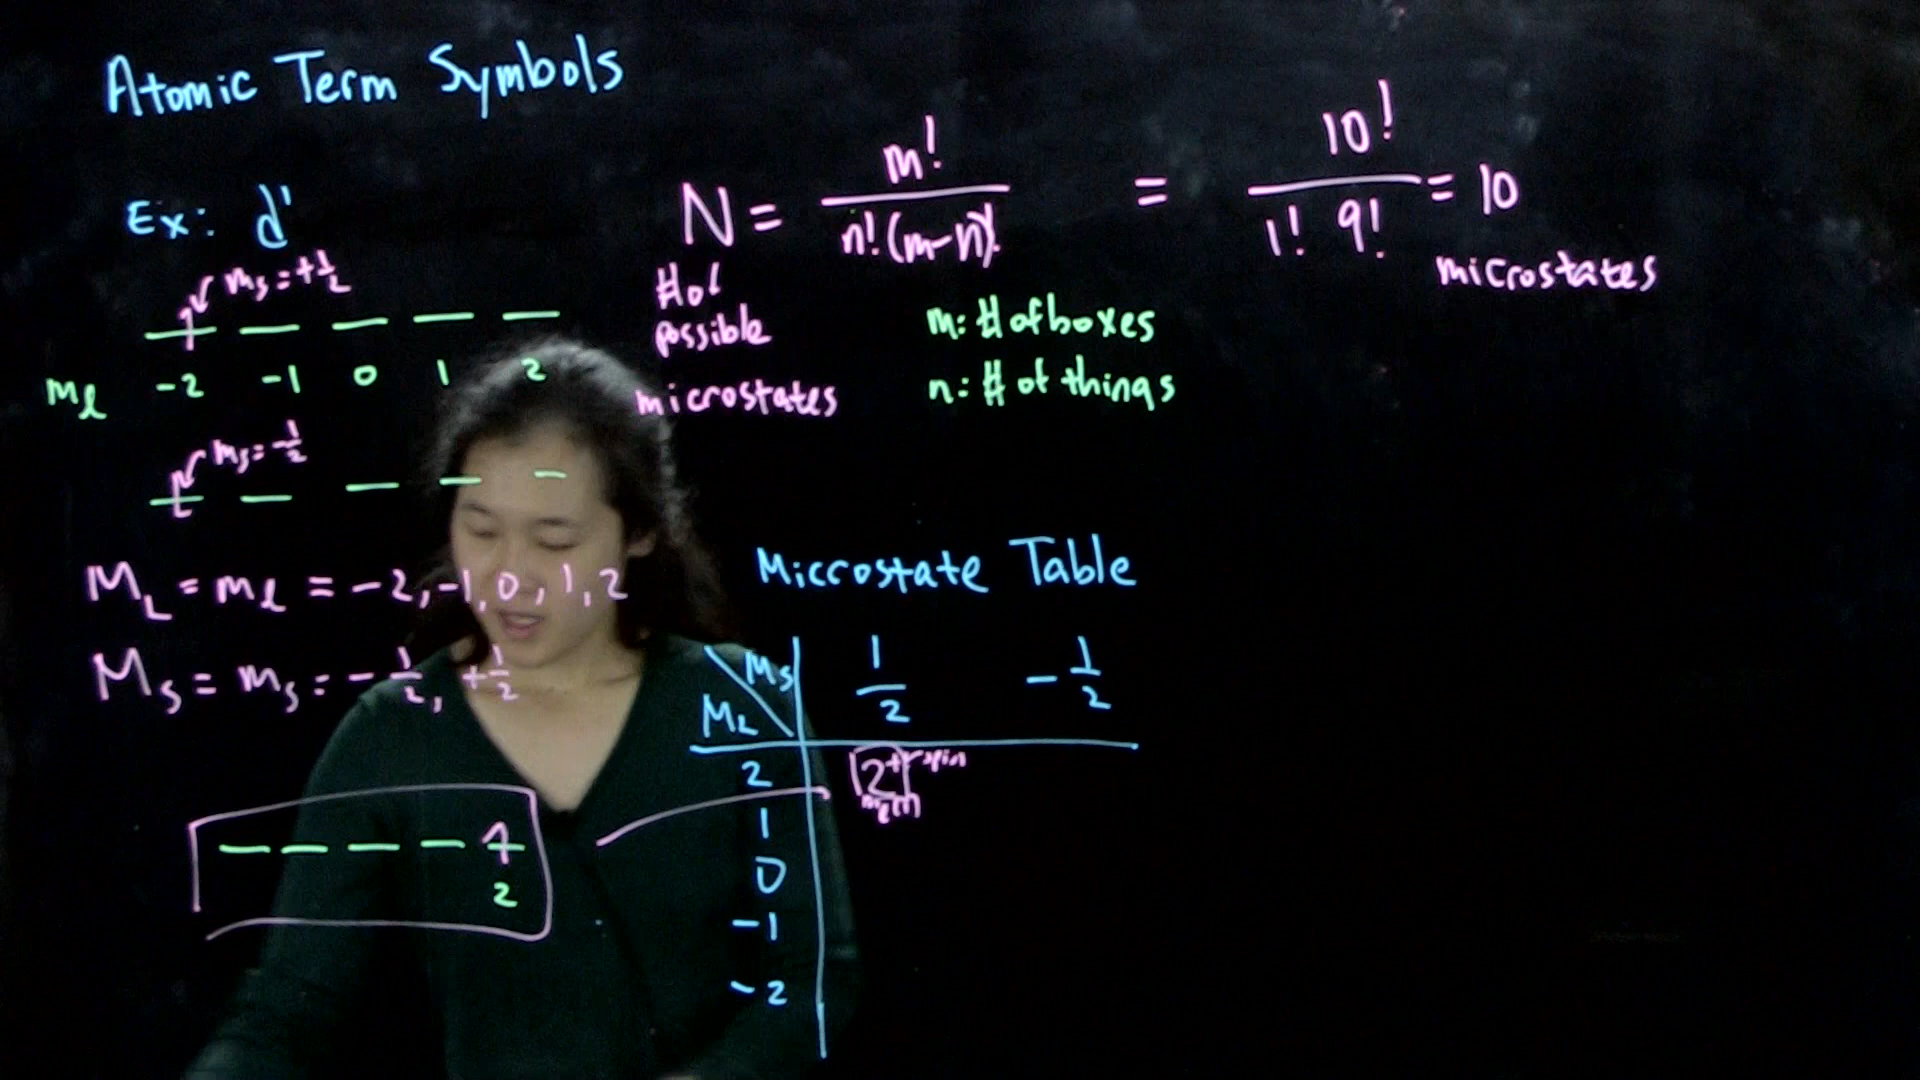 Atomic Term Symbols
Ex: d¹
ms = +½
-2 -1 0 1 2
ml
ms = -½
ML = ml = -2, -1, 0, 1, 2
Ms = ms = -½, +½
2
N = m! / n!(m-n)! = 10! / 1! 9! = 10
microstates
# of
possible
microstates
m: # of boxes
n: # of things
Microstate Table
Ms ½ -½
ML
2 2⁺ spin
1
0
-1
-2